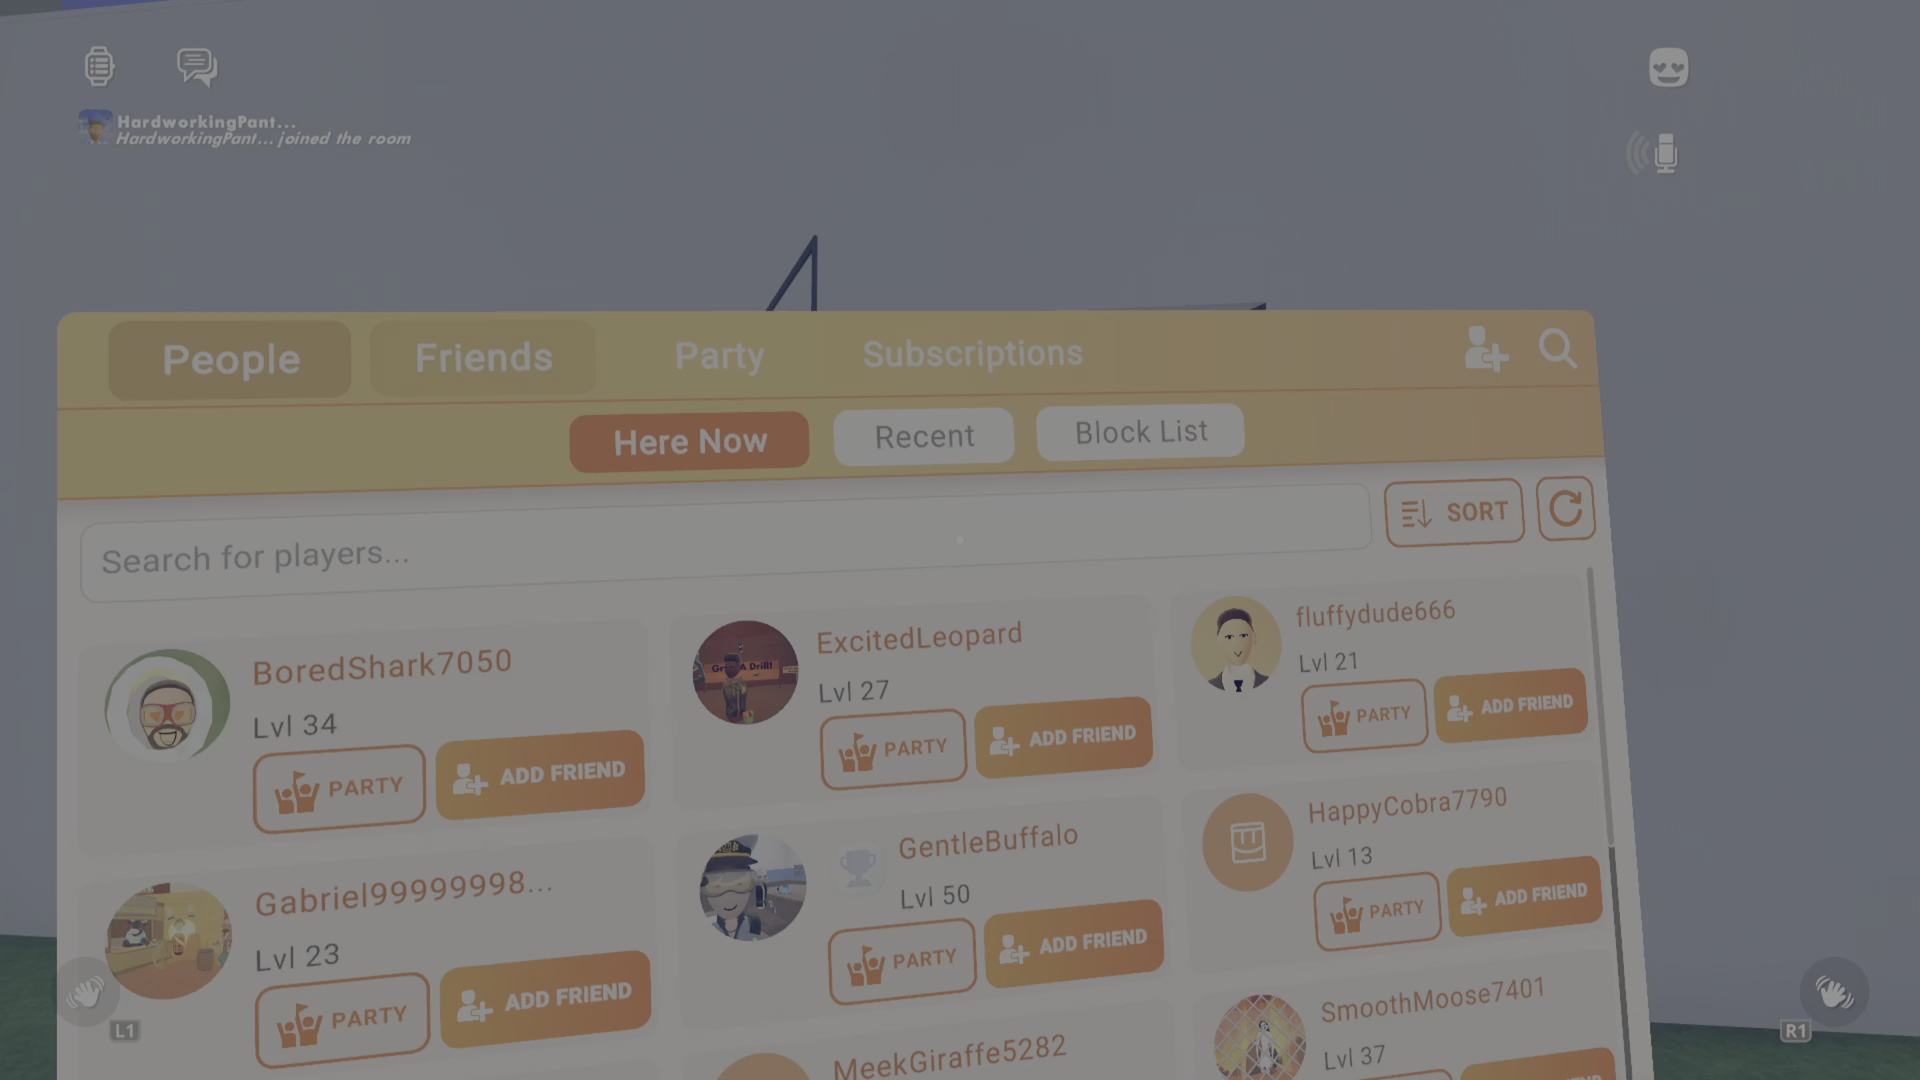 HardworkingPant...
HardworkingPant... joined the room
People
Friends
Party
Subscriptions
Here Now
Recent
Block List
Search for players...
SORT
BoredShark7050
Lvl 34
PARTY
ADD FRIEND
ExcitedLeopard
Lvl 27
PARTY
ADD FRIEND
fluffydude666
Lvl 21
PARTY
ADD FRIEND
Gabriel99999998...
Lvl 23
PARTY
ADD FRIEND
GentleBuffalo
Lvl 50
PARTY
ADD FRIEND
HappyCobra7790
Lvl 13
PARTY
ADD FRIEND
MeekGiraffe5282
SmoothMoose7401
Lvl 37
L1
R1